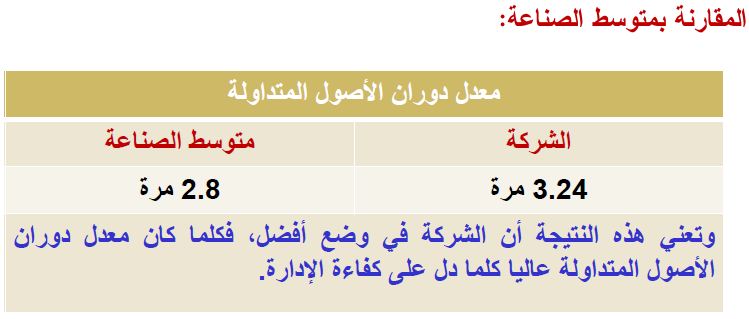 المقارنة بمتوسط الصناعة:
معدل دوران الأصول المتداولة
الشركة
متوسط الصناعة
3.24 مرة
2.8 مرة
وتعني هذه النتيجة أن الشركة في وضع أفضل، فكلما كان معدل دوران
الأصول المتداولة عاليا كلما دل على كفاءة الإدارة.